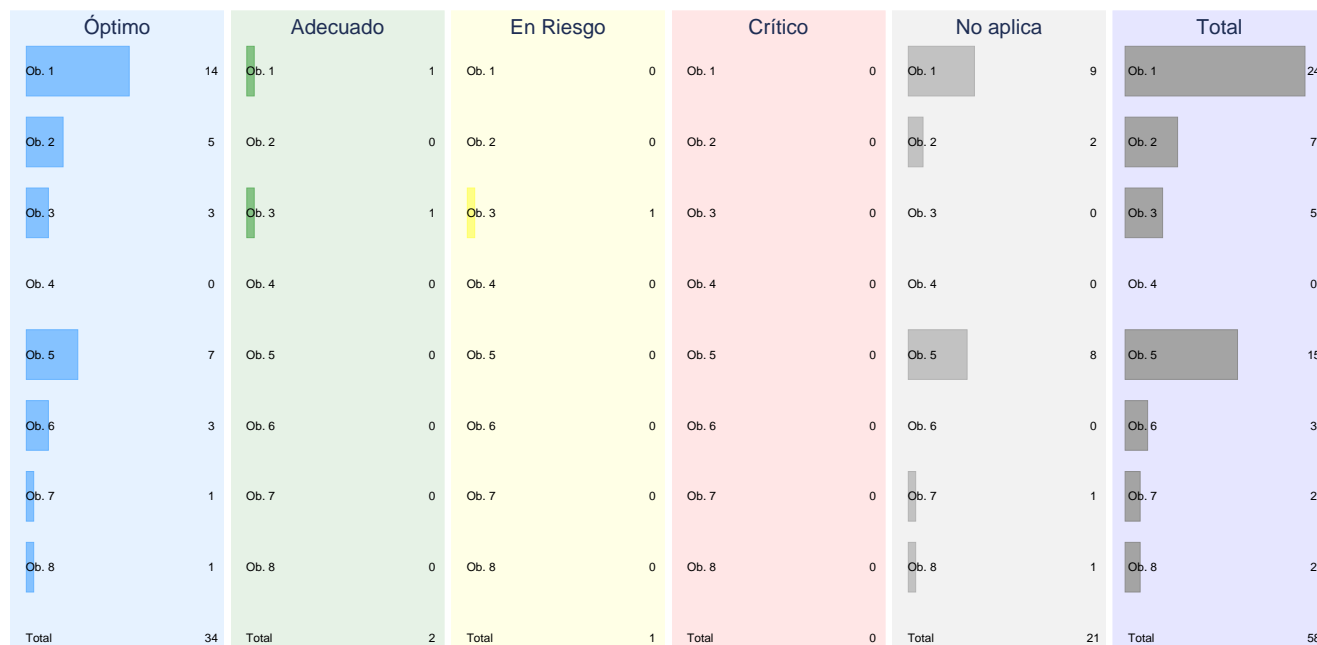 Óptimo Adecuado En Riesgo Crítico No aplica Total
Ob. 1 14 Ob. 1 1 Ob. 1 0 Ob. 1 0 Ob. 1 9 Ob. 1 24
Ob. 2 5 Ob. 2 0 Ob. 2 0 Ob. 2 0 Ob. 2 2 Ob. 2 7
Ob. 3 3 Ob. 3 1 Ob. 3 1 Ob. 3 0 Ob. 3 0 Ob. 3 5
Ob. 4 0 Ob. 4 0 Ob. 4 0 Ob. 4 0 Ob. 4 0 Ob. 4 0
Ob. 5 7 Ob. 5 0 Ob. 5 0 Ob. 5 0 Ob. 5 8 Ob. 5 15
Ob. 6 3 Ob. 6 0 Ob. 6 0 Ob. 6 0 Ob. 6 0 Ob. 6 3
Ob. 7 1 Ob. 7 0 Ob. 7 0 Ob. 7 0 Ob. 7 1 Ob. 7 2
Ob. 8 1 Ob. 8 0 Ob. 8 0 Ob. 8 0 Ob. 8 1 Ob. 8 2
Total 34 Total 2 Total 1 Total 0 Total 21 Total 58